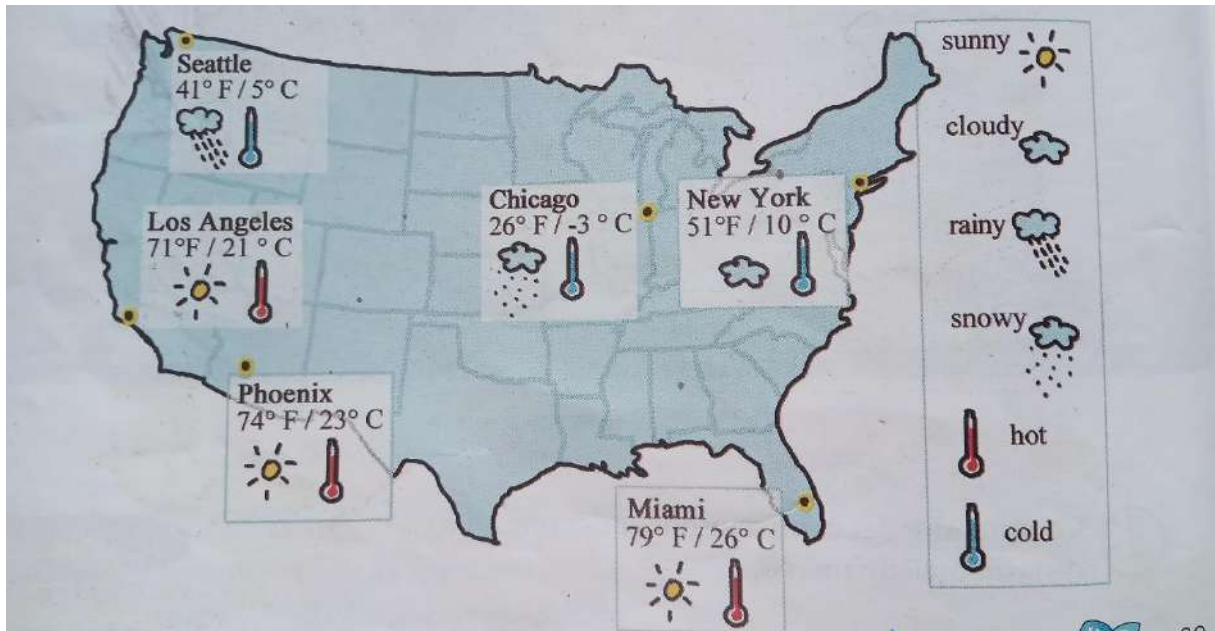 Seattle
41° F / 5° C
Los Angeles
71°F / 21 ° C
Phoenix
74° F / 23° C
Chicago
26° F / -3 ° C
New York
51°F / 10 ° C
Miami
79° F / 26° C
sunny
cloudy
rainy
snowy
hot
cold